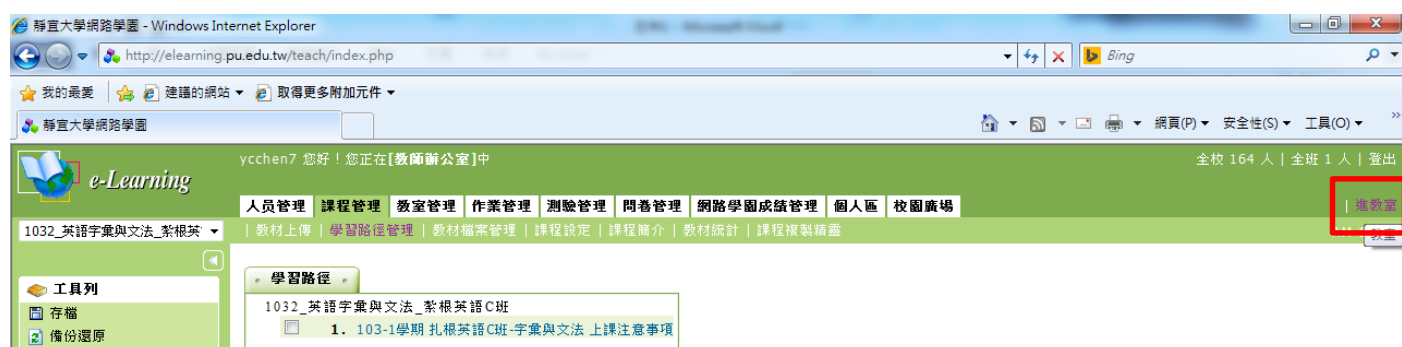 靜宜大學網路學園 - Windows Internet Explorer
http://elearning.pu.edu.tw/teach/index.php
Bing
我的最愛 建議的網站 取得更多附加元件
靜宜大學網路學園 網頁(P) 安全性(S) 工具(O) »
e-Learning
ycchen7 您好！您正在[教師辦公室]中 全校 164 人 | 全班 1 人 | 登出
人員管理 課程管理 教室管理 作業管理 測驗管理 問卷管理 網路學園成績管理 個人區 校園廣場 | 進教室
1032_英語字彙與文法_紮根英 | 教材上傳 | 學習路徑管理 | 教材檔案管理 | 課程設定 | 課程簡介 | 教材統計 | 課程複製精靈 教室
工具列
存檔
備份還原
學習路徑
1032_英語字彙與文法_紮根英語C班
1. 103-1學期 扎根英語C班-字彙與文法 上課注意事項